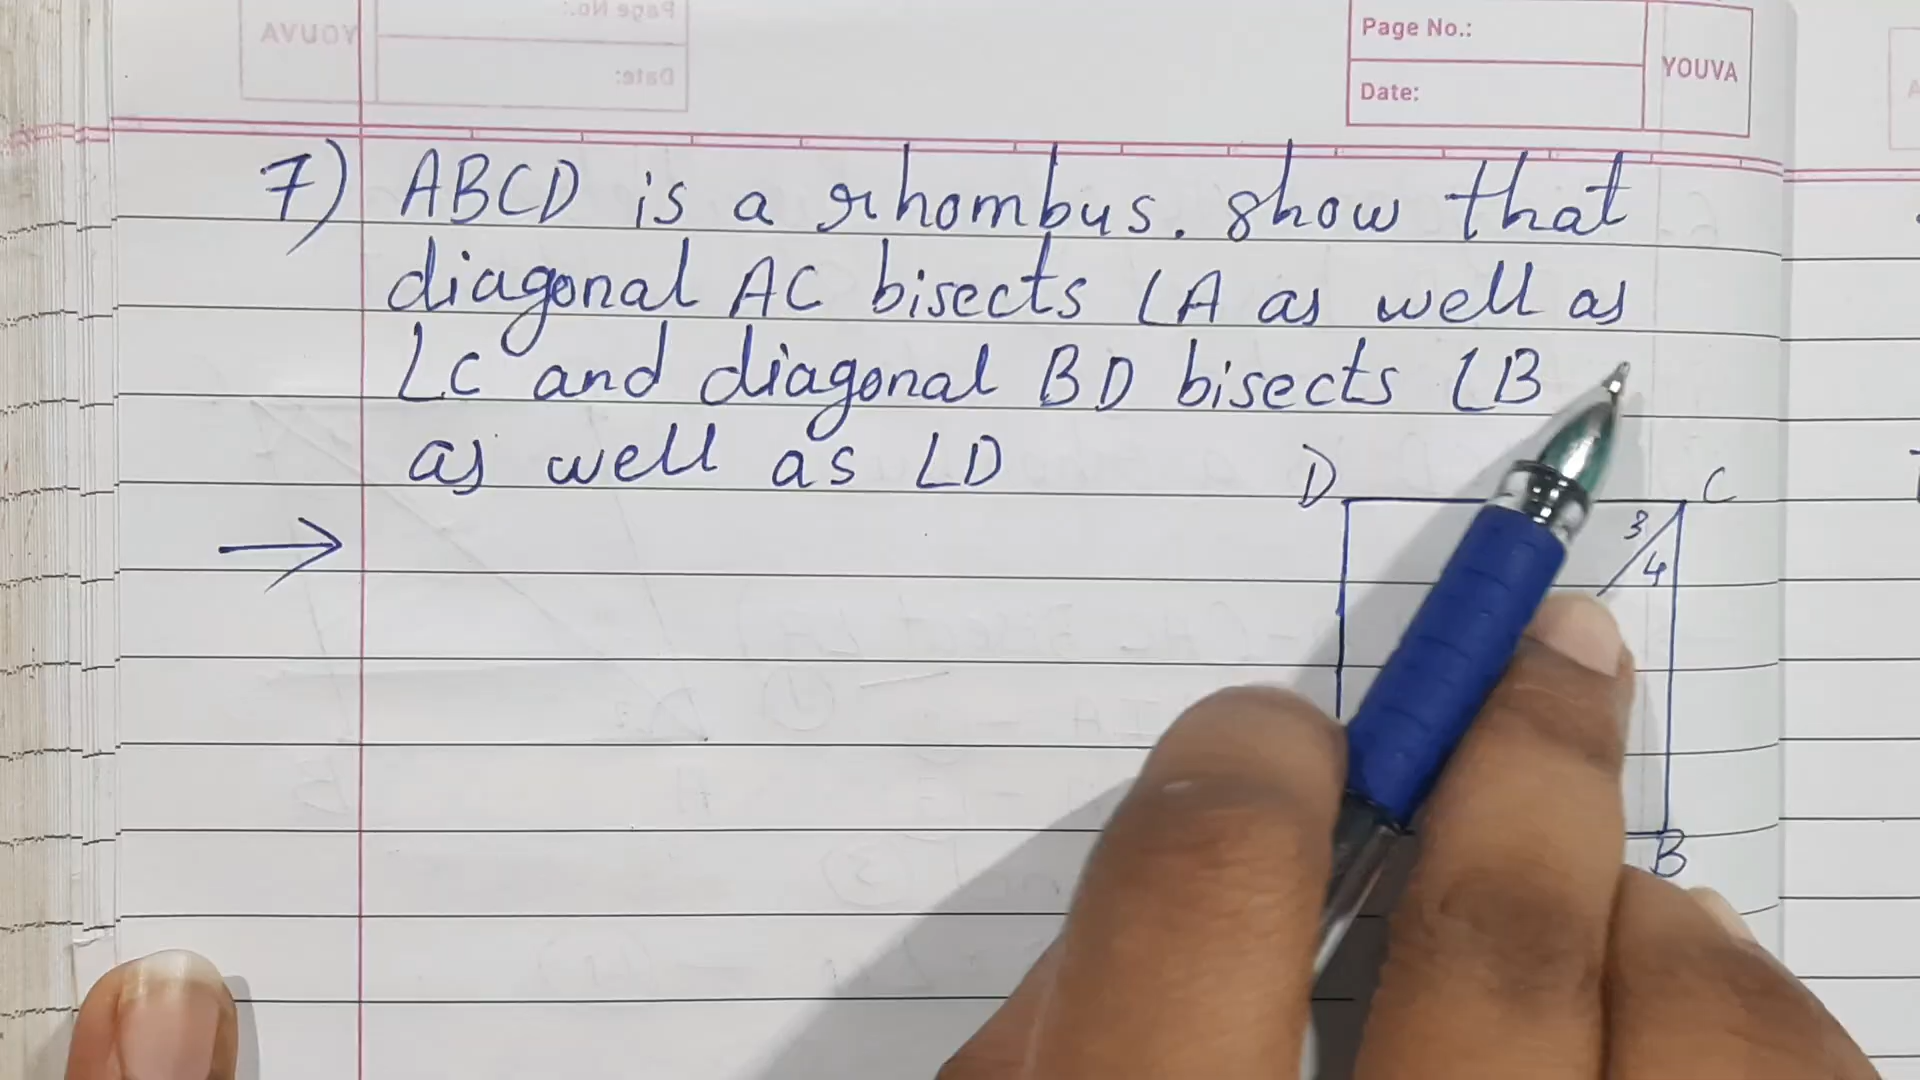 Page No.:
Date:
YOUVA
7) ABCD is a rhombus. show that
diagonal AC bisects ∠A as well as
∠C and diagonal BD bisects ∠B
as well as ∠D
D
C
3
4
B